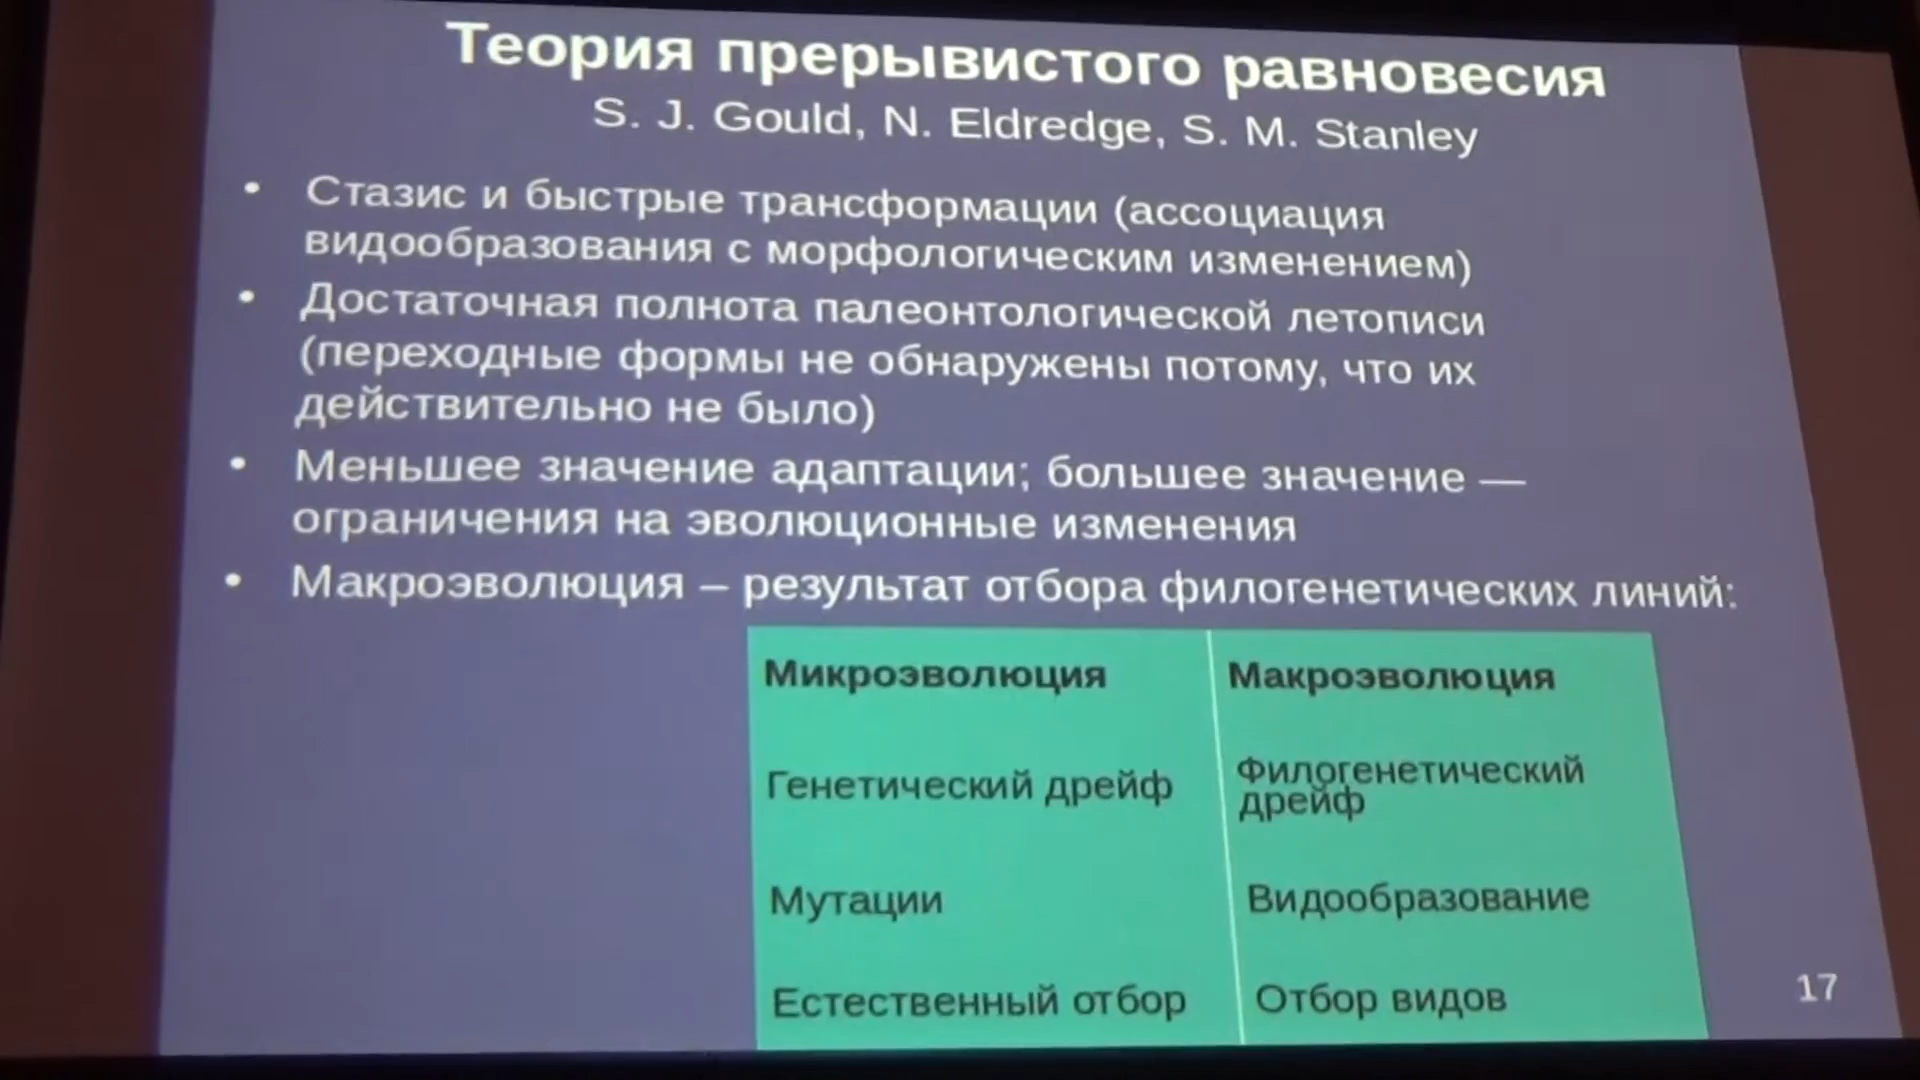 Теория прерывистого равновесия
S. J. Gould, N. Eldredge, S. M. Stanley
• Стазис и быстрые трансформации (ассоциация
видообразования с морфологическим изменением)
• Достаточная полнота палеонтологической летописи
(переходные формы не обнаружены потому, что их
действительно не было)
• Меньшее значение адаптации; большее значение —
ограничения на эволюционные изменения
• Макроэволюция – результат отбора филогенетических линий:
Микроэволюция Макроэволюция
Генетический дрейф Филогенетический
дрейф
Мутации Видообразование
Естественный отбор Отбор видов
17